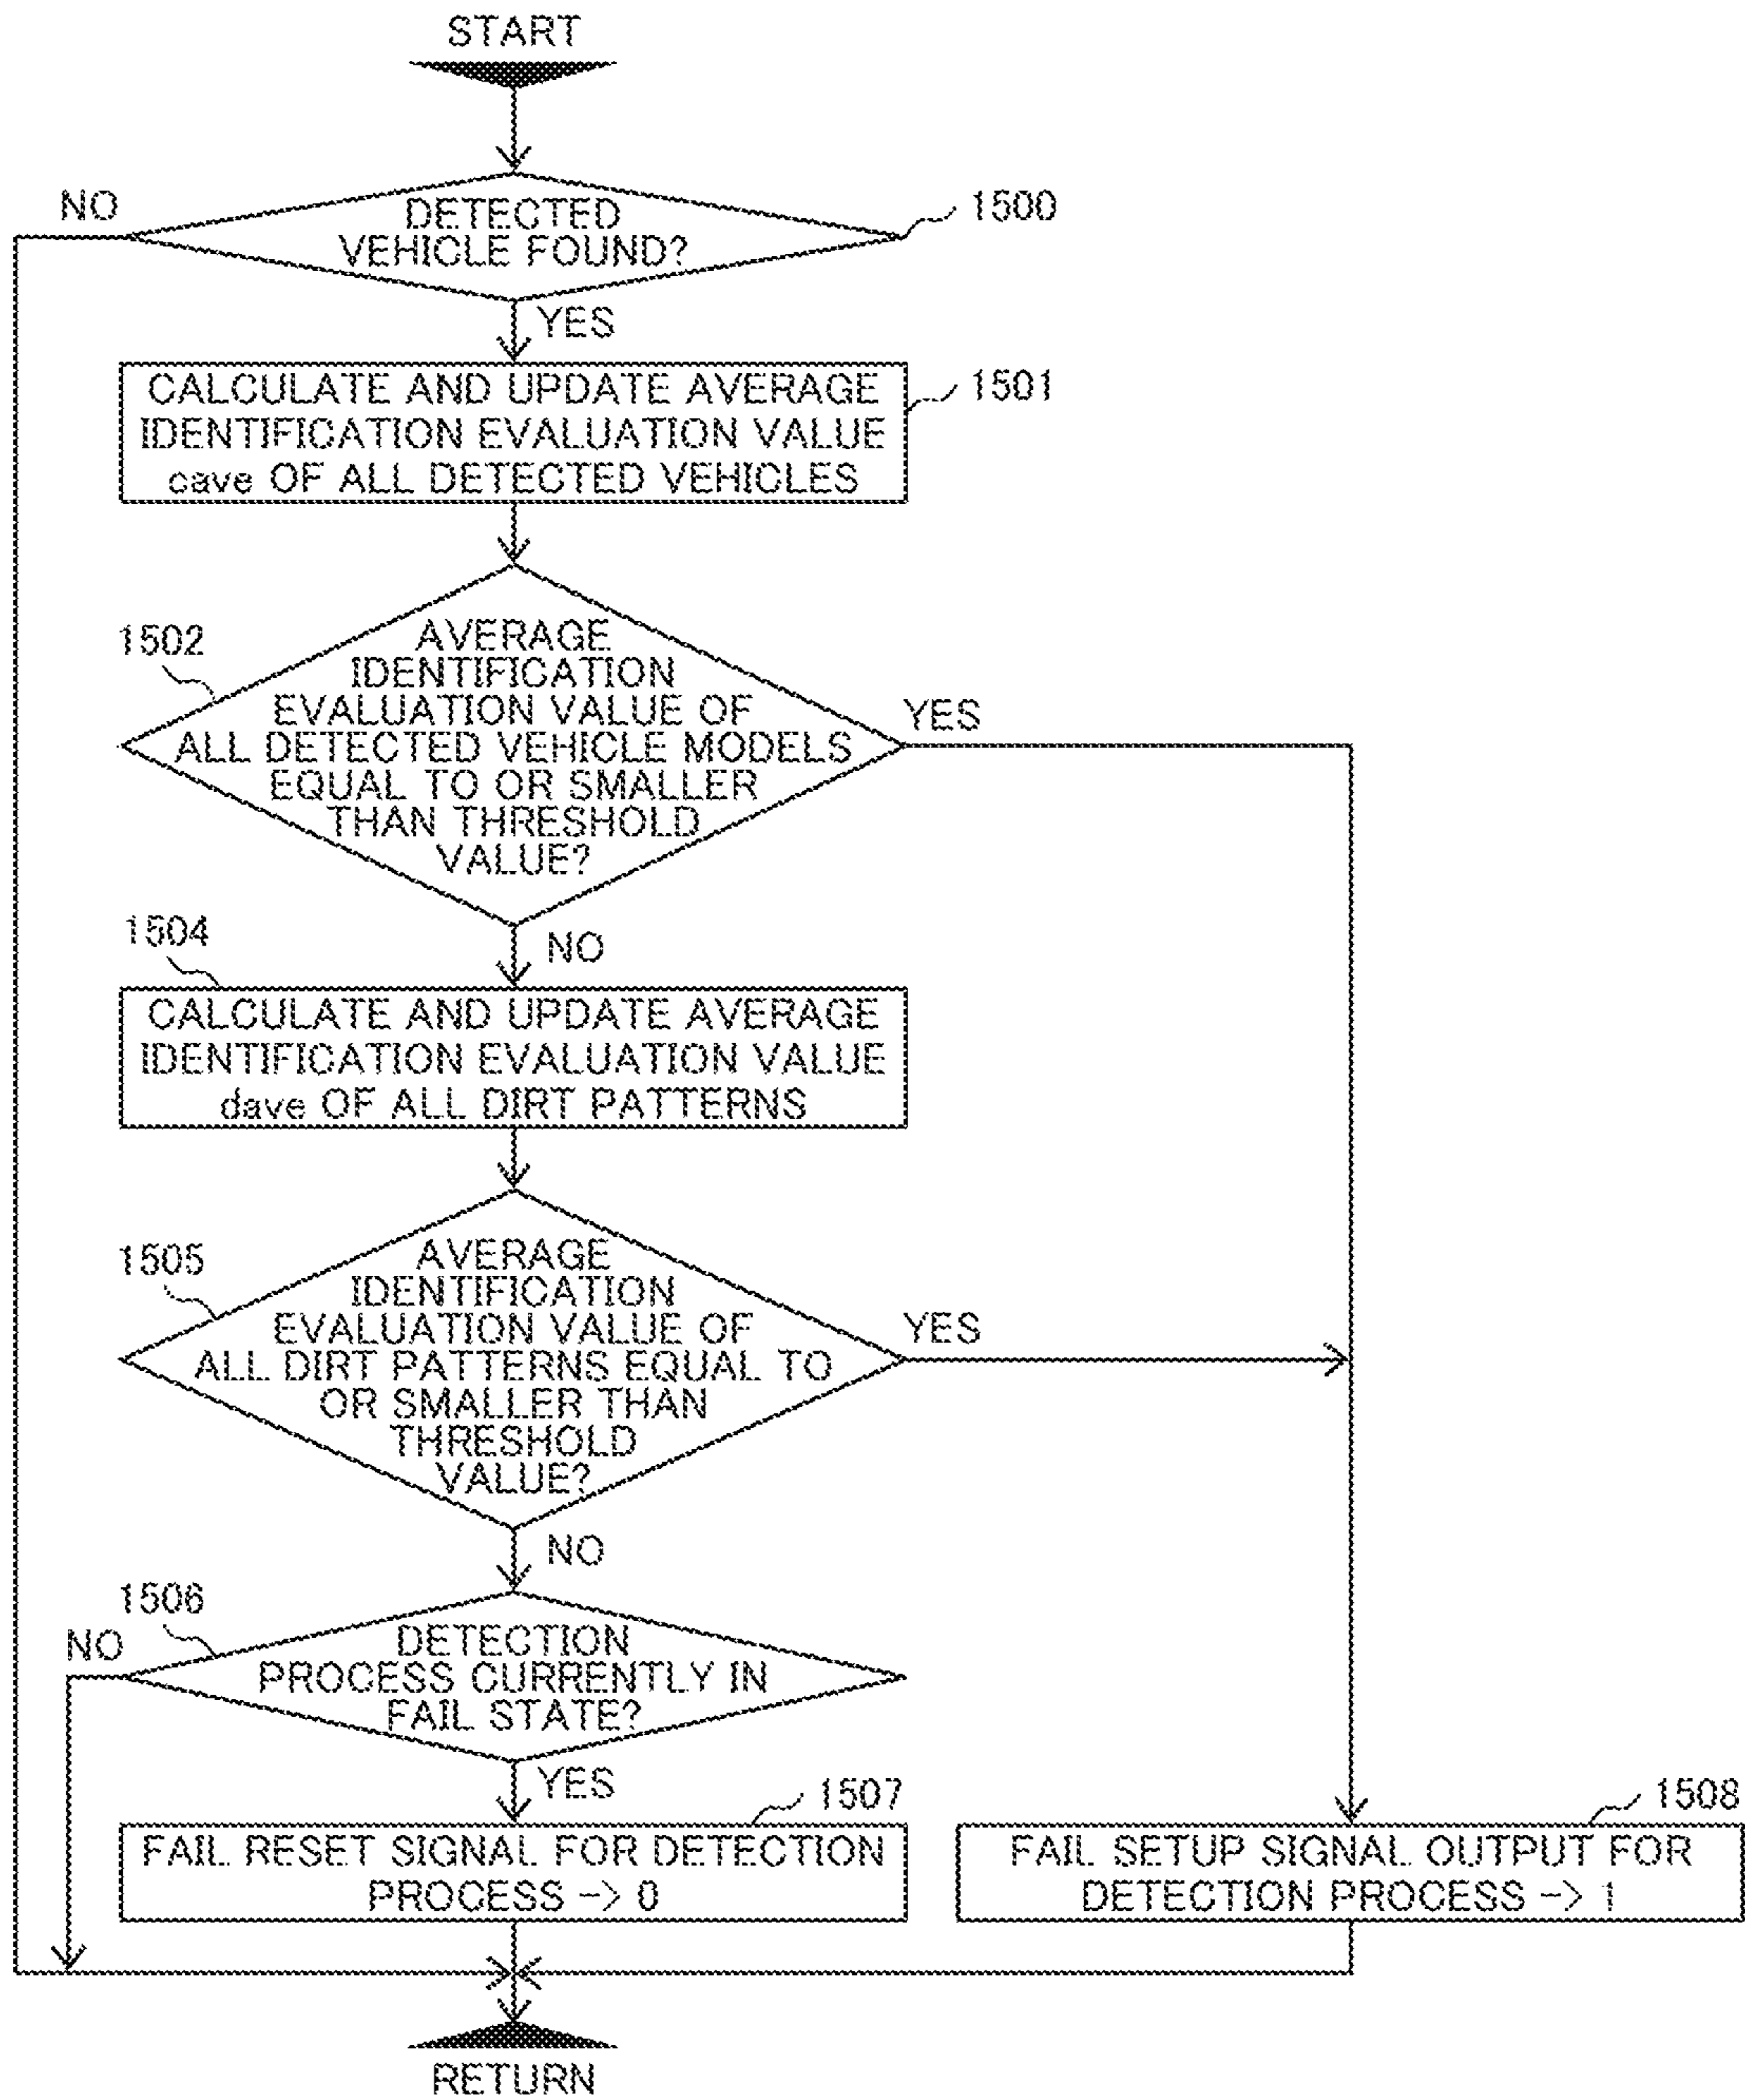 START
NO
DETECTED
VEHICLE FOUND?
1500
YES
CALCULATE AND UPDATE AVERAGE
IDENTIFICATION EVALUATION VALUE
cave OF ALL DETECTED VEHICLES
1501
1502
AVERAGE
IDENTIFICATION
EVALUATION VALUE OF
ALL DETECTED VEHICLE MODELS
EQUAL TO OR SMALLER
THAN THRESHOLD
VALUE?
YES
NO
1504
CALCULATE AND UPDATE AVERAGE
IDENTIFICATION EVALUATION VALUE
dave OF ALL DIRT PATTERNS
1505
AVERAGE
IDENTIFICATION
EVALUATION VALUE OF
ALL DIRT PATTERNS EQUAL TO
OR SMALLER THAN
THRESHOLD
VALUE?
YES
NO
1506
NO
DETECTION
PROCESS CURRENTLY IN
FAIL STATE?
YES
1507
FAIL RESET SIGNAL FOR DETECTION
PROCESS -> 0
1508
FAIL SETUP SIGNAL OUTPUT FOR
DETECTION PROCESS -> 1
RETURN